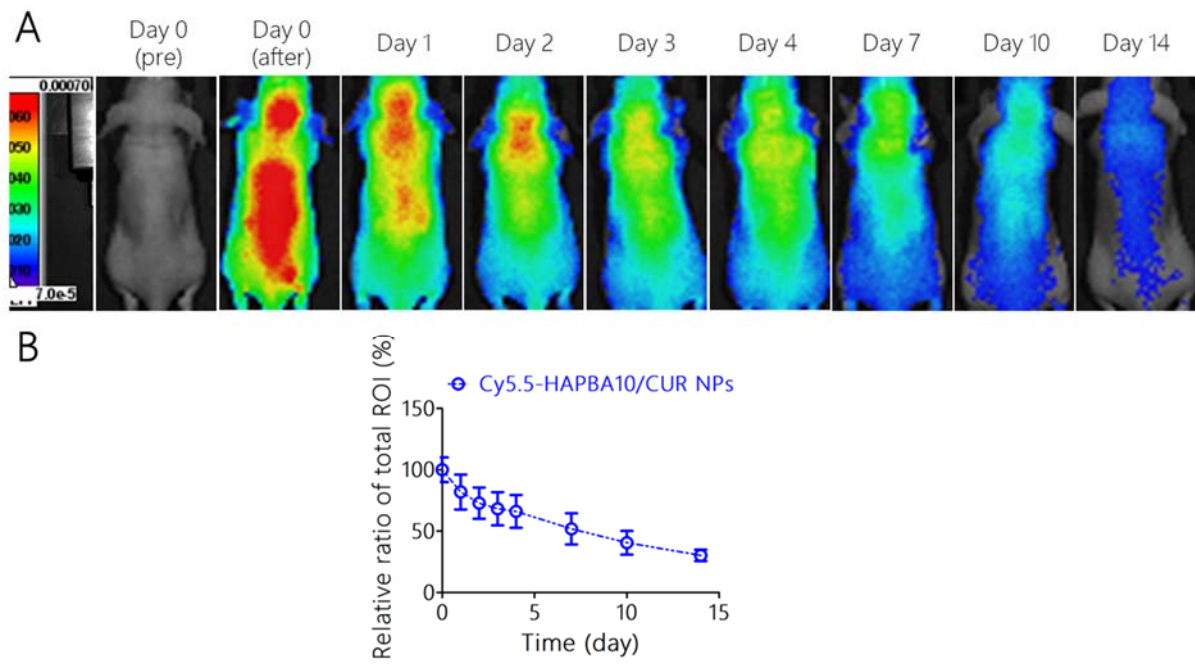 A
Day 0
(pre)
Day 0
(after)
Day 1
Day 2
Day 3
Day 4
Day 7
Day 10
Day 14
0.00070
060
050
040
030
020
010
7.0e-5
B
Relative ratio of total ROI (%)
Cy5.5-HAPBA10/CUR NPs
150
100
50
0
0 5 10 15
Time (day)